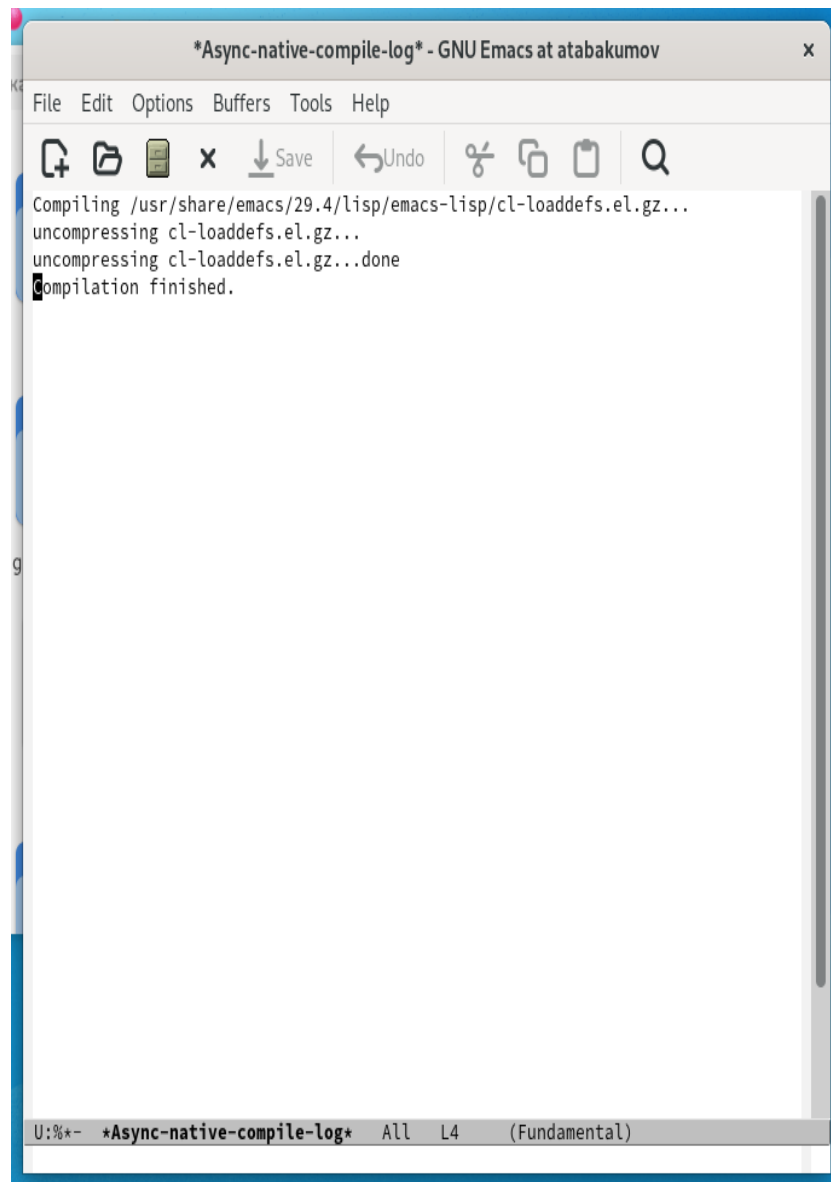 *Async-native-compile-log* - GNU Emacs at atabakumov
x
File Edit Options Buffers Tools Help
Save Undo
Compiling /usr/share/emacs/29.4/lisp/emacs-lisp/cl-loaddefs.el.gz...
uncompressing cl-loaddefs.el.gz...
uncompressing cl-loaddefs.el.gz...done
Compilation finished.
g
U:%*- *Async-native-compile-log* All L4 (Fundamental)